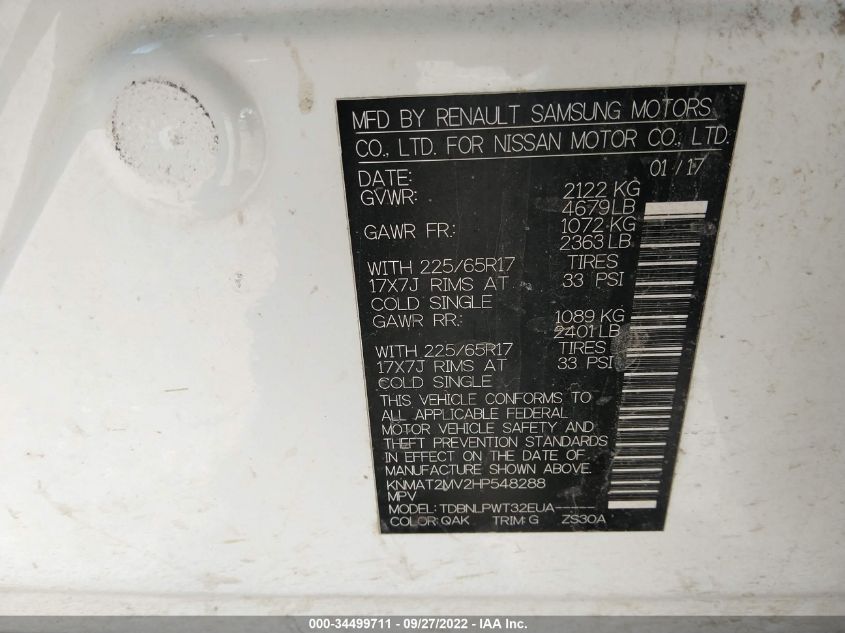 MFD BY RENAULT SAMSUNG MOTORS
CO., LTD. FOR NISSAN MOTOR CO., LTD.
DATE: 01 / 17
GVWR: 2122 KG
4679 LB
GAWR FR: 1072 KG
2363 LB
WITH 225/65R17 TIRES
17X7J RIMS AT 33 PSI
COLD SINGLE
GAWR RR: 1089 KG
2401 LB
WITH 225/65R17 TIRES
17X7J RIMS AT 33 PSI
COLD SINGLE
THIS VEHICLE CONFORMS TO
ALL APPLICABLE FEDERAL
MOTOR VEHICLE SAFETY AND
THEFT PREVENTION STANDARDS
IN EFFECT ON THE DATE OF
MANUFACTURE SHOWN ABOVE.
KNMAT2MV2HP548288
MPV
MODEL: TDBNLPWT32EUA-----
COLOR: QAK TRIM: G ZS30A
000-34499711 - 09/27/2022 - IAA Inc.